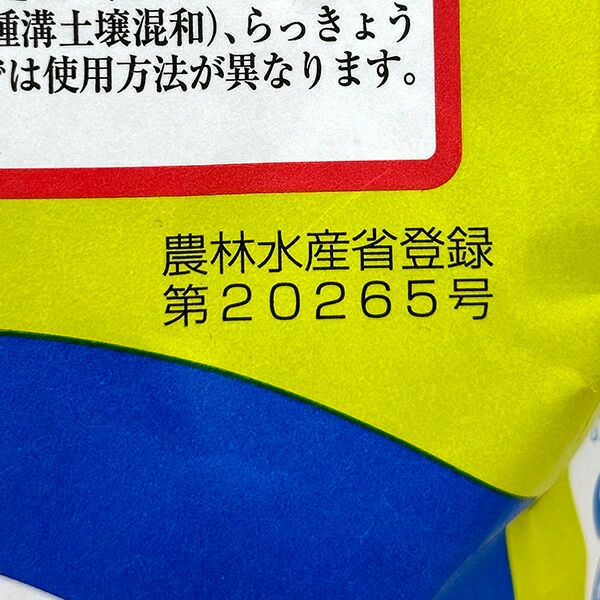 種溝土壌混和)、らっきょう
では使用方法が異なります。
農林水産省登録
第20265号